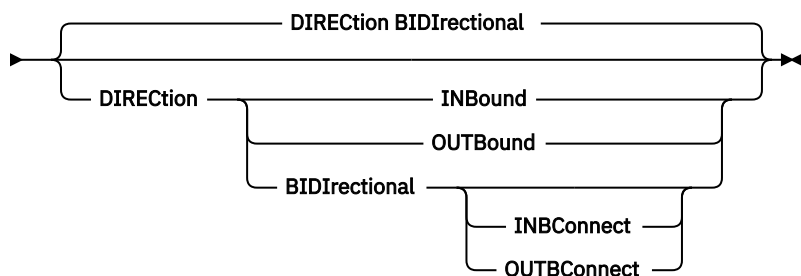 DIRECtion BIDIrectional
DIRECtion INBound
OUTBound
BIDIrectional
INBConnect
OUTBConnect